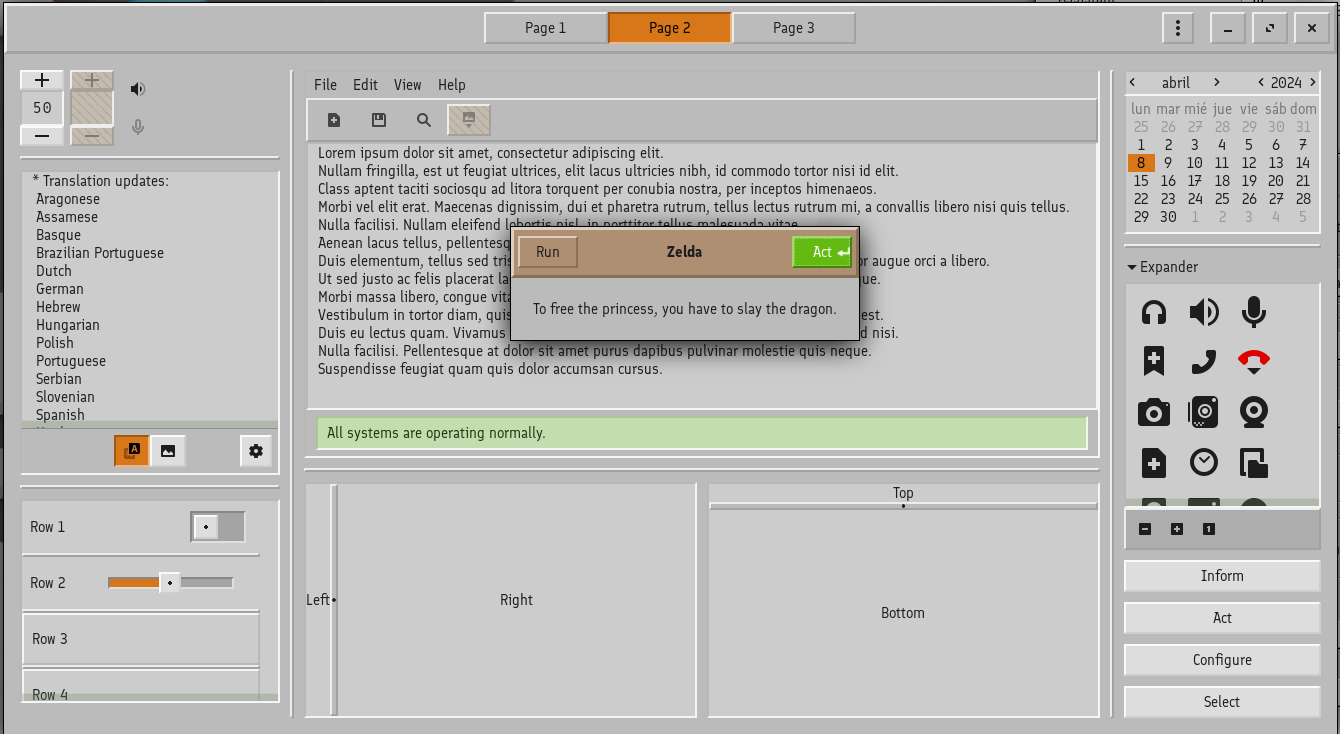 Page 1
Page 2
Page 3
50
* Translation updates:
Aragonese
Assamese
Basque
Brazilian Portuguese
Dutch
German
Hebrew
Hungarian
Polish
Portuguese
Serbian
Slovenian
Spanish
A
Row 1
Row 2
Row 3
Row 4
File Edit View Help
Lorem ipsum dolor sit amet, consectetur adipiscing elit.
Nullam fringilla, est ut feugiat ultrices, elit lacus ultricies nibh, id commodo tortor nisi id elit.
Class aptent taciti sociosqu ad litora torquent per conubia nostra, per inceptos himenaeos.
Morbi vel elit erat. Maecenas dignissim, dui et pharetra rutrum, tellus lectus rutrum mi, a convallis libero nisi quis tellus.
Nulla facilisi. Nullam eleifend lobortis nisl, in porttitor tellus malesuada vitae.
Aenean lacus tellus, pellentesq
Duis elementum, tellus sed tris or augue orci a libero.
Ut sed justo ac felis placerat la que.
Morbi massa libero, congue vita
Vestibulum in tortor diam, quis est.
Duis eu lectus quam. Vivamus d nisi.
Nulla facilisi. Pellentesque at dolor sit amet purus dapibus pulvinar molestie quis neque.
Suspendisse feugiat quam quis dolor accumsan cursus.
Run
Zelda
Act
To free the princess, you have to slay the dragon.
All systems are operating normally.
Left
Right
Top
Bottom
abril 2024
lun mar mié jue vie sáb dom
25 26 27 28 29 30 31
1 2 3 4 5 6 7
8 9 10 11 12 13 14
15 16 17 18 19 20 21
22 23 24 25 26 27 28
29 30 1 2 3 4 5
Expander
1
Inform
Act
Configure
Select